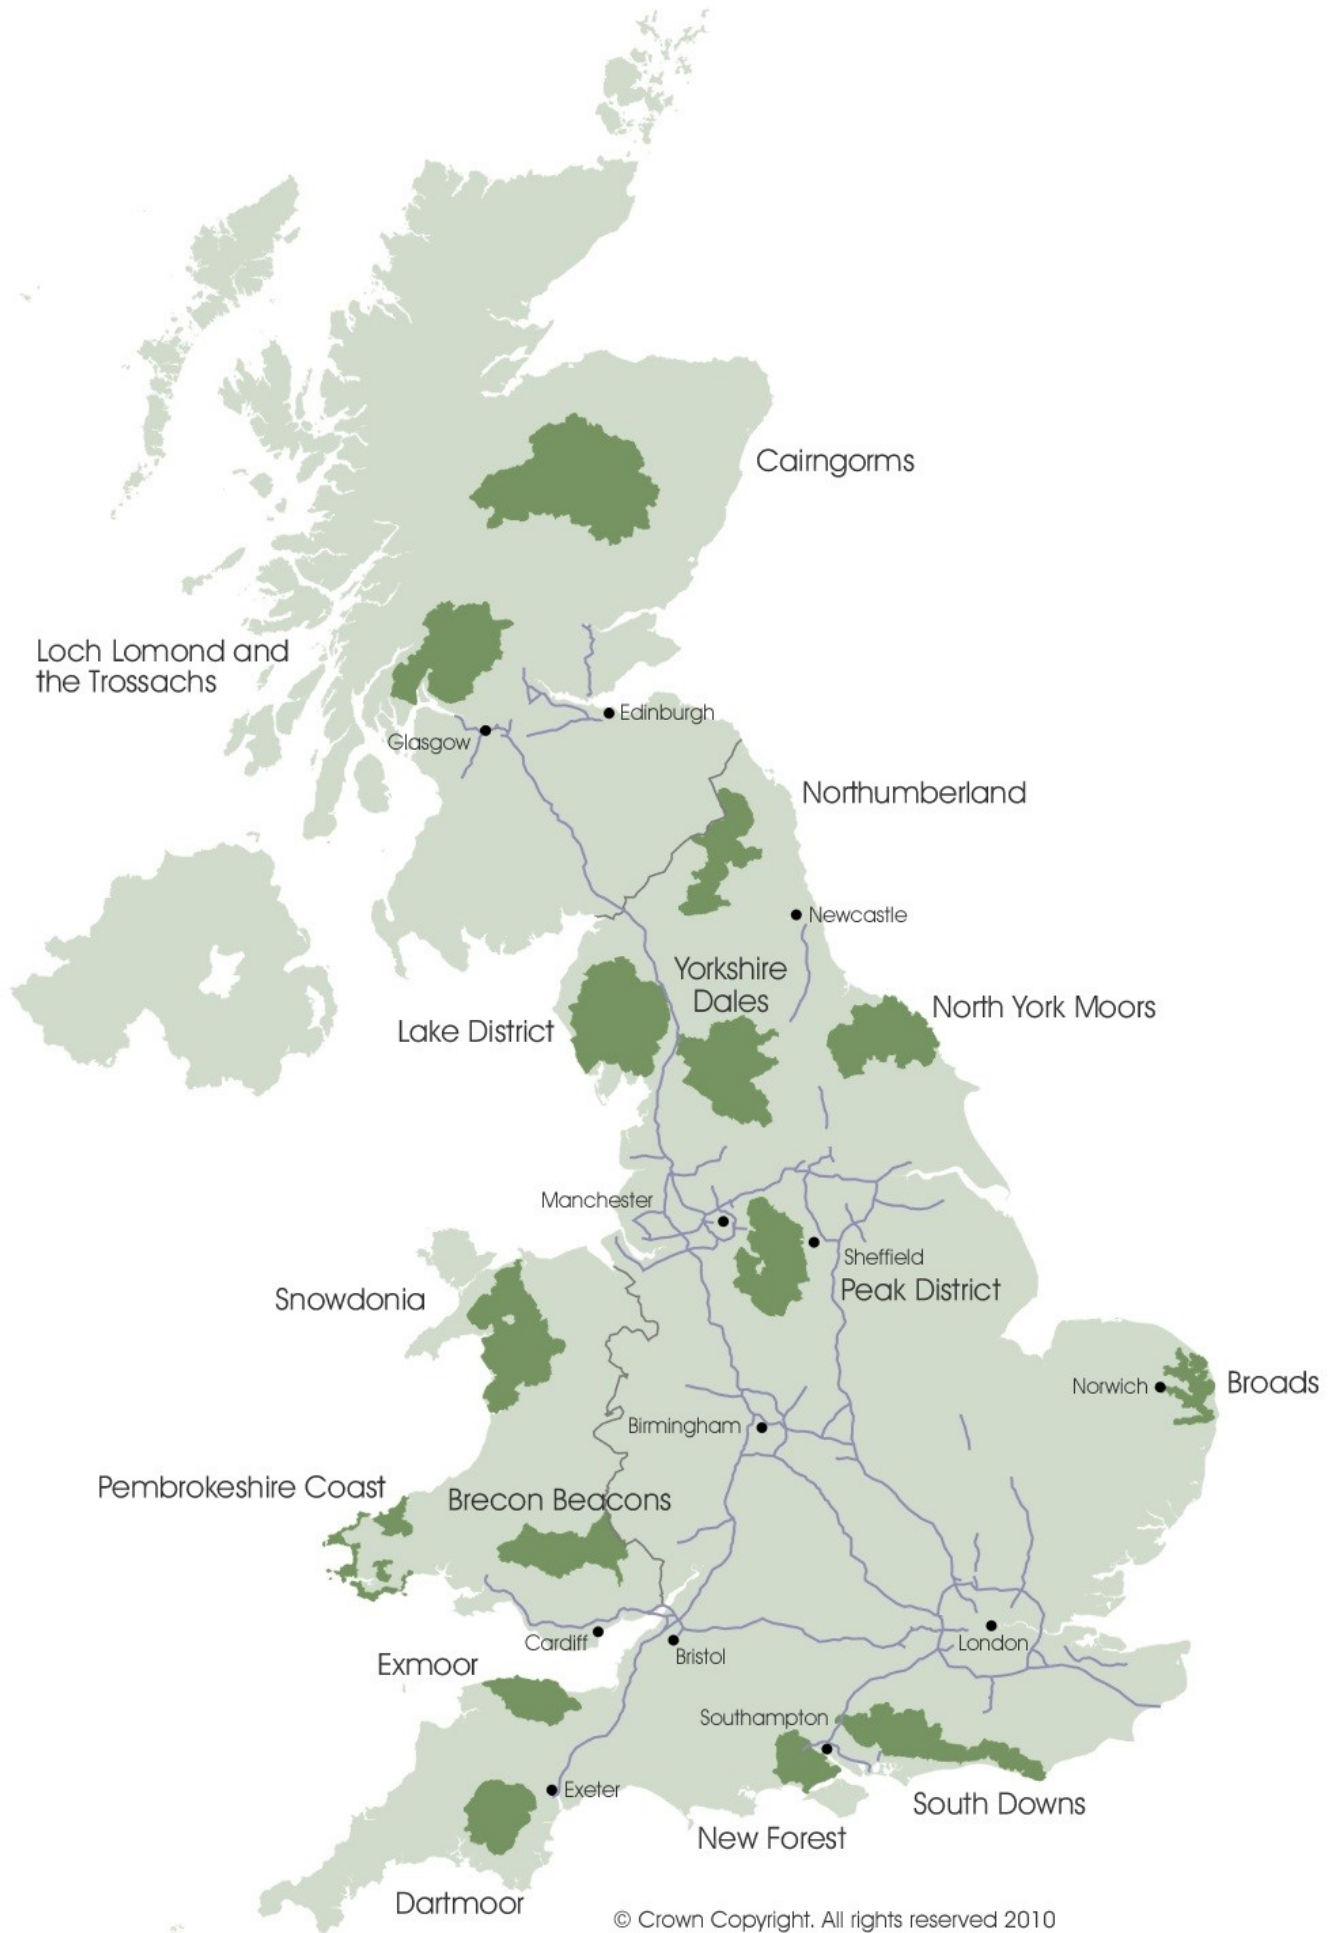 Cairngorms
Loch Lomond and
the Trossachs
Edinburgh
Glasgow
Northumberland
Newcastle
Yorkshire
Dales
North York Moors
Lake District
Manchester
Sheffield
Peak District
Snowdonia
Norwich
Broads
Birmingham
Pembrokeshire Coast
Brecon Beacons
Cardiff
London
Bristol
Exmoor
Southampton
Exeter
South Downs
New Forest
Dartmoor
© Crown Copyright. All rights reserved 2010